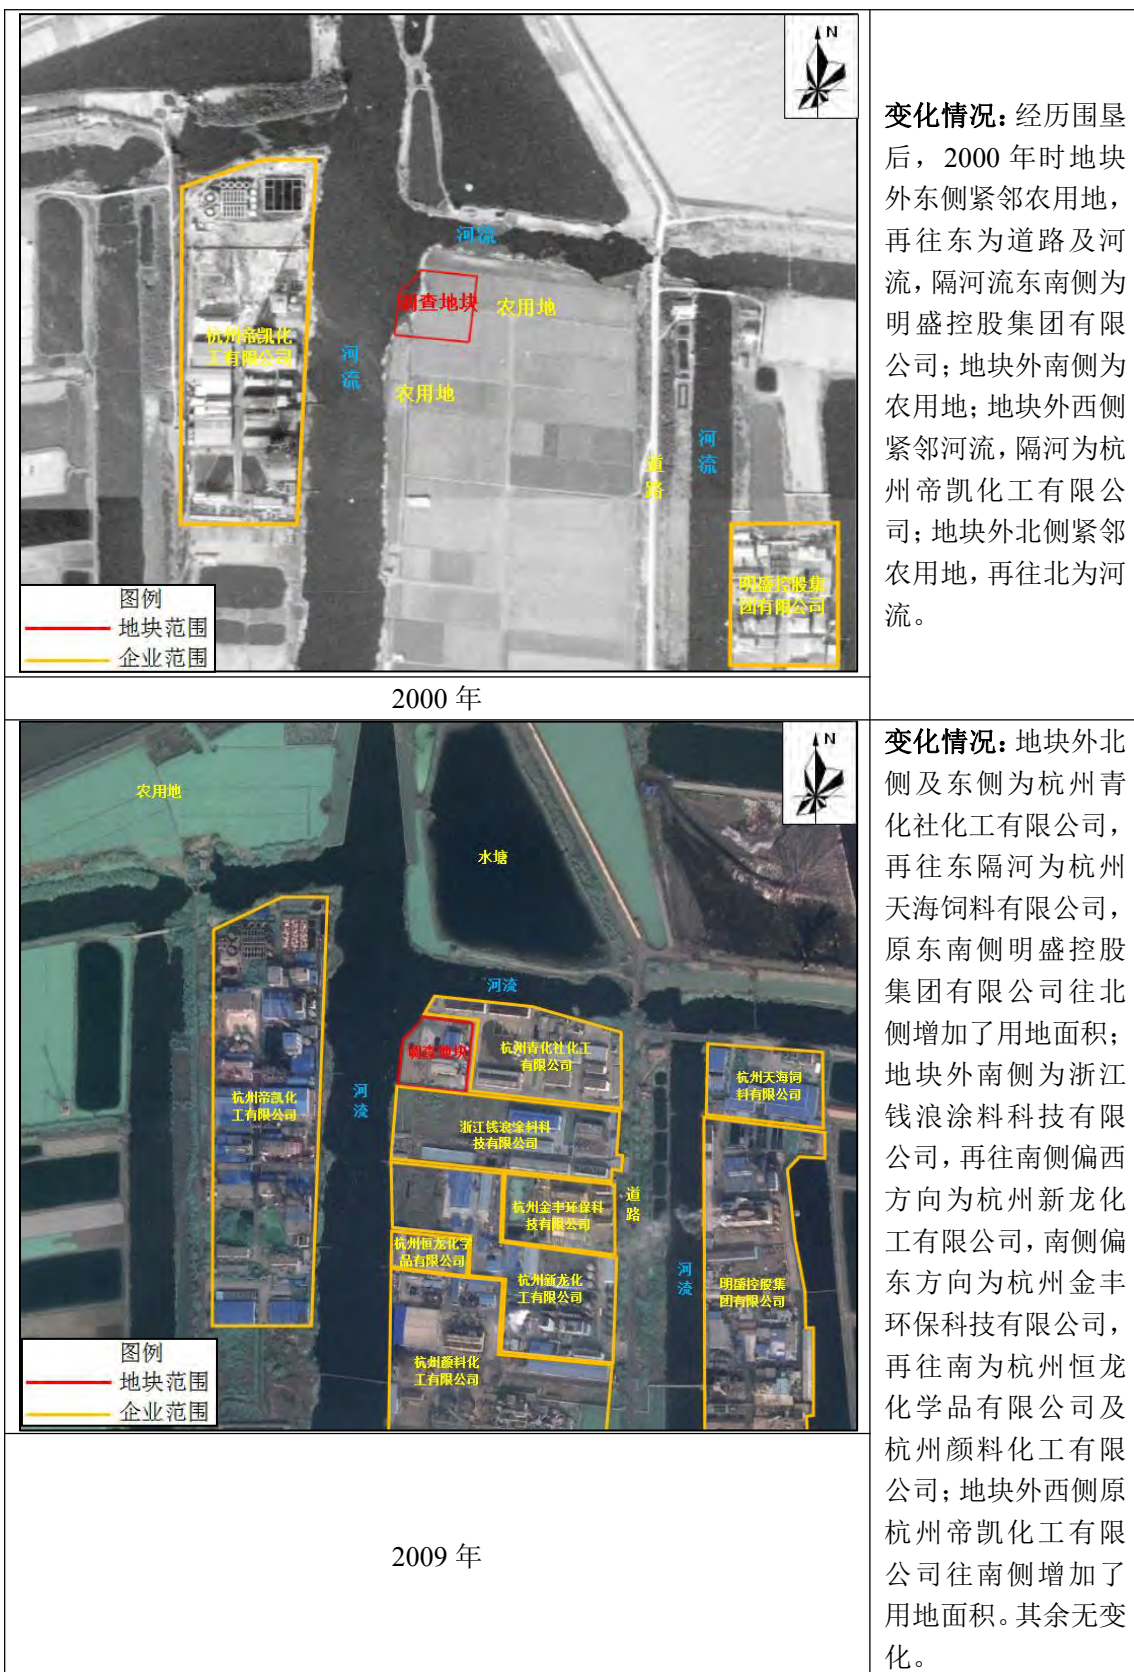 N
河流
调查地块
农用地
杭州帝凯化
工有限公司
河
流
农用地
河
流
道
路
明盛控股集
团有限公司
图例
地块范围
企业范围
2000 年
变化情况：经历围垦
后，2000 年时地块
外东侧紧邻农用地，
再往东为道路及河
流，隔河流东南侧为
明盛控股集团有限
公司；地块外南侧为
农用地；地块外西侧
紧邻河流，隔河为杭
州帝凯化工有限公
司；地块外北侧紧邻
农用地，再往北为河
流。
N
农用地
水塘
河流
调查地块
杭州青化社化工
有限公司
杭州天海饲
料有限公司
杭州帝凯化
工有限公司
河
流
浙江钱浪涂料科
技有限公司
道
路
杭州金丰环保科
技有限公司
杭州恒龙化学
品有限公司
杭州新龙化
工有限公司
河
流
明盛控股集
团有限公司
杭州颜料化
工有限公司
图例
地块范围
企业范围
2009 年
变化情况：地块外北
侧及东侧为杭州青
化社化工有限公司，
再往东隔河为杭州
天海饲料有限公司，
原东南侧明盛控股
集团有限公司往北
侧增加了用地面积；
地块外南侧为浙江
钱浪涂料科技有限
公司，再往南侧偏西
方向为杭州新龙化
工有限公司，南侧偏
东方向为杭州金丰
环保科技有限公司，
再往南为杭州恒龙
化学品有限公司及
杭州颜料化工有限
公司；地块外西侧原
杭州帝凯化工有限
公司往南侧增加了
用地面积。其余无变
化。